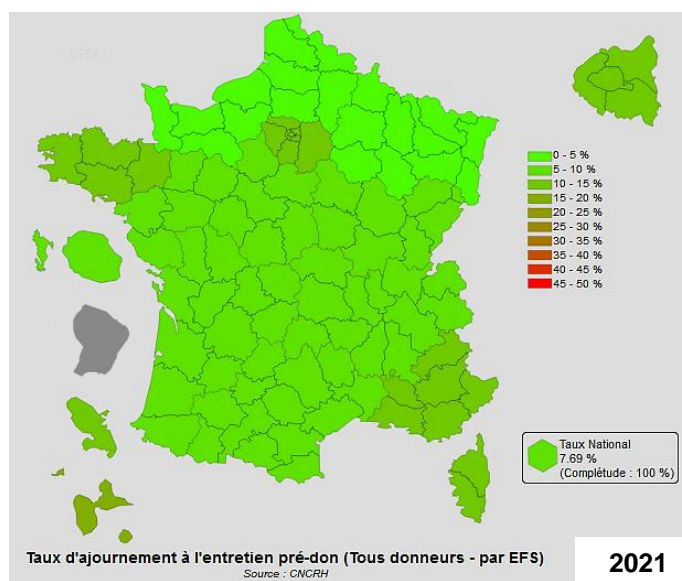 CTSA
0 - 5 %
5 - 10 %
10 - 15 %
15 - 20 %
20 - 25 %
25 - 30 %
30 - 35 %
35 - 40 %
40 - 45 %
45 - 50 %
Taux National
7.69 %
(Complétude : 100 %)
Taux d'ajournement à l'entretien pré-don (Tous donneurs - par EFS)
Source : CNCRH
2021